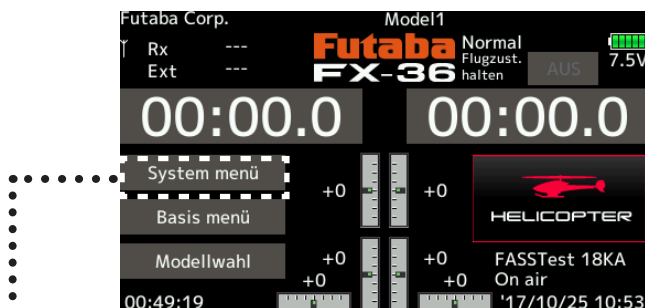 Futaba Corp. Model1
Rx ---
Ext ---
Futaba
FX-36
Normal
Flugzust.
halten
AUS
7.5V
00:00.0 00:00.0
System menü
+0 +0
HELICOPTER
Basis menü
Modellwahl
+0 +0
+0 +0
FASSTest 18KA
On air
00:49:19
'17/10/25 10:53